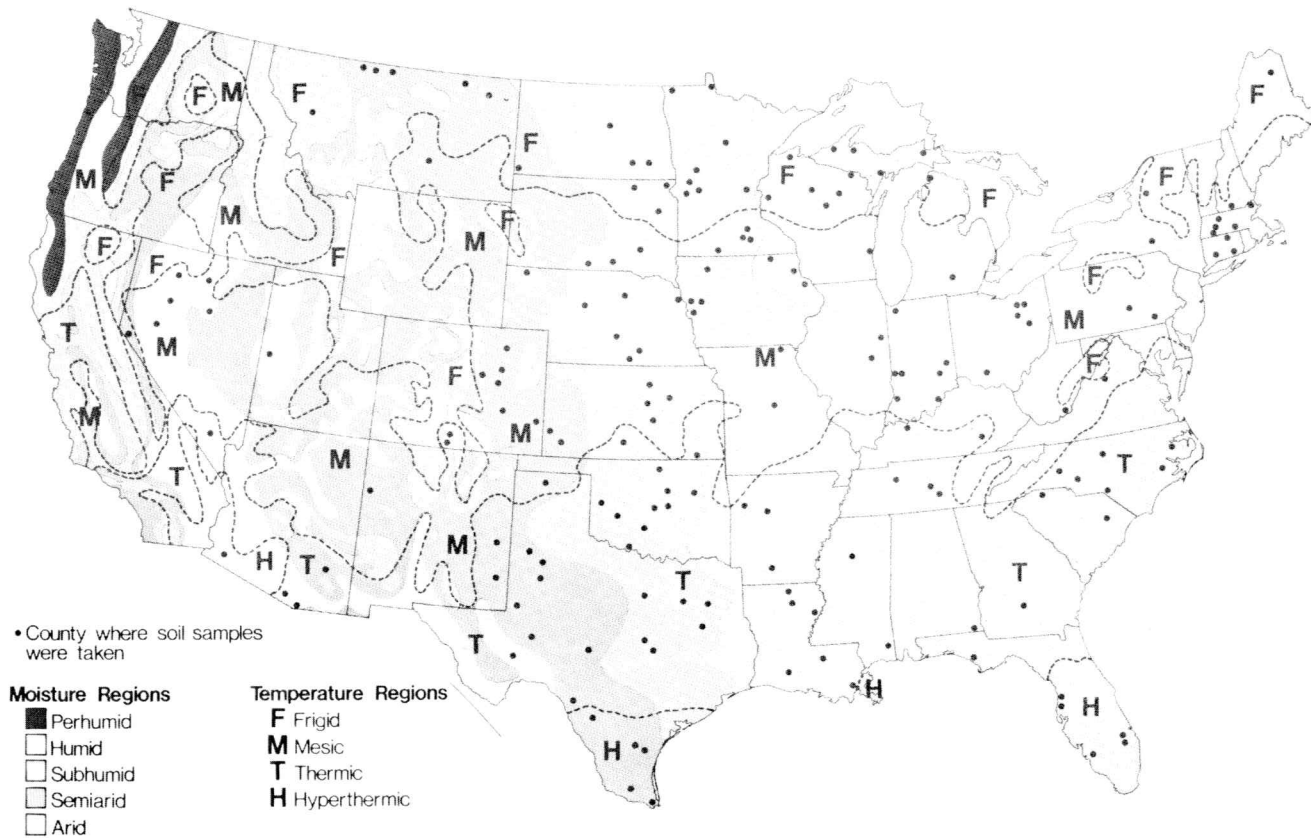 F M F
F
F
F
F
F
M
F
M
F
F
M
F
F
F
M
T
M
M
F
F
M
M
M
T
T
M
H
T
T
T
T
H
H
H
• County where soil samples
were taken
Moisture Regions
Perhumid
Humid
Subhumid
Semiarid
Arid
Temperature Regions
F Frigid
M Mesic
T Thermic
H Hyperthermic